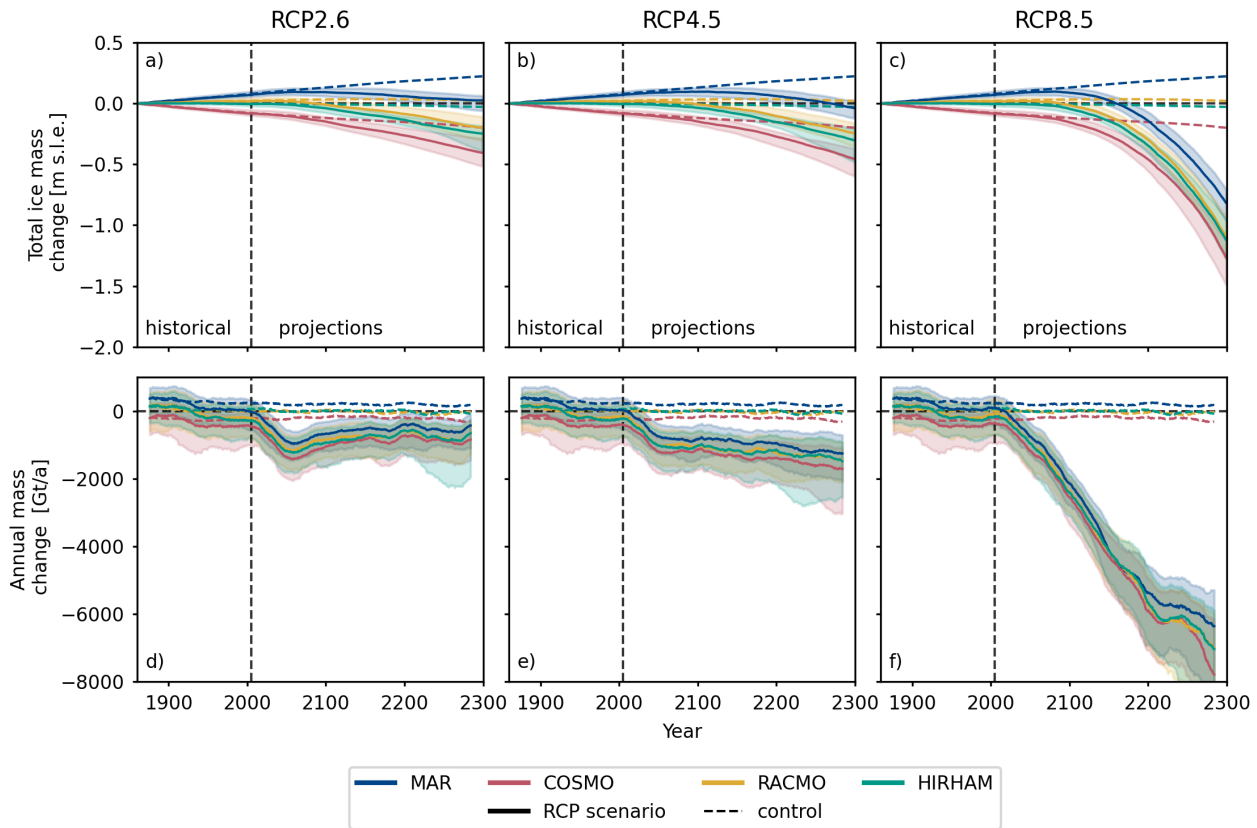 RCP2.6 RCP4.5 RCP8.5
Total ice mass
change [m s.l.e.]
0.5
0.0
−0.5
−1.0
−1.5
−2.0
a) b) c)
historical projections historical projections historical projections
Annual mass
change [Gt/a]
0
−2000
−4000
−6000
−8000
d) e) f)
1900 2000 2100 2200 2300 1900 2000 2100 2200 2300 1900 2000 2100 2200 2300
Year
MAR COSMO RACMO HIRHAM
RCP scenario control